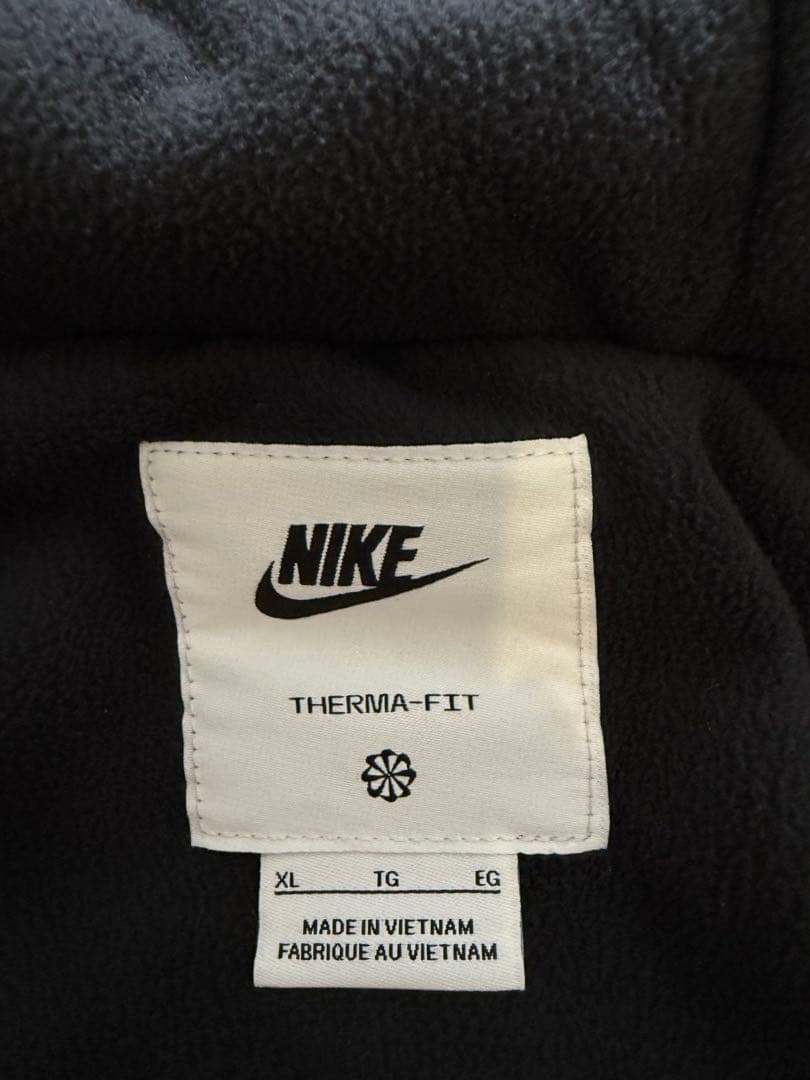 NIKE
THERMA-FIT
XL TG EG
MADE IN VIETNAM
FABRIQUE AU VIETNAM